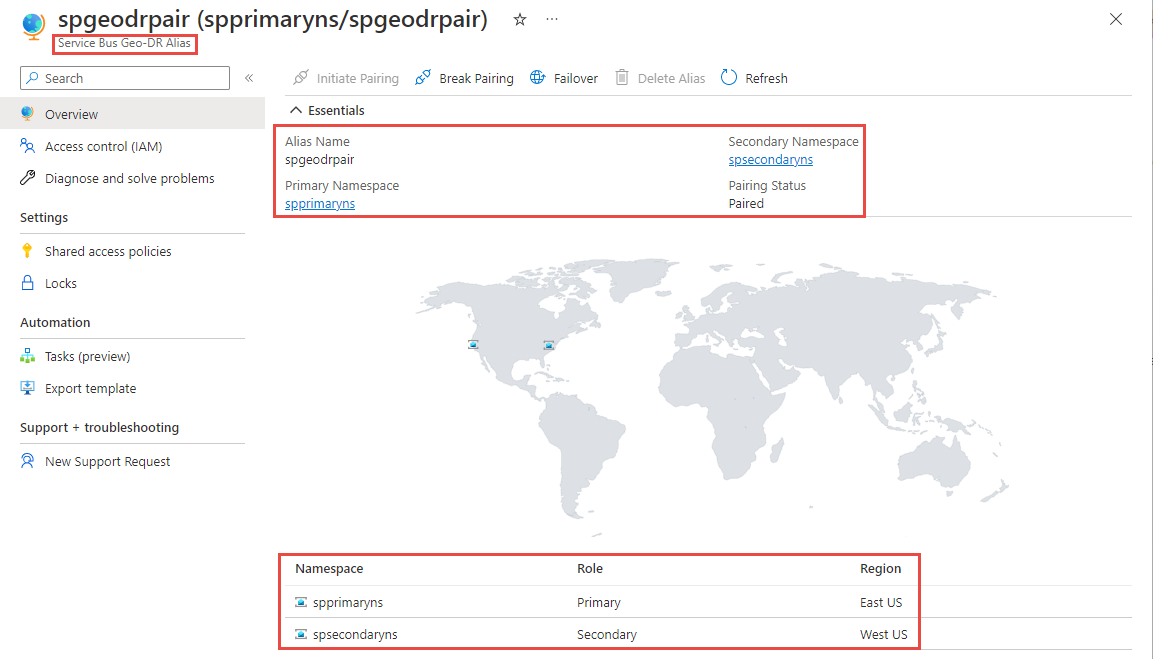 spgeodrpair (spprimaryns/spgeodrpair)
Service Bus Geo-DR Alias
Search
Initiate Pairing Break Pairing Failover Delete Alias Refresh
Essentials
Overview
Access control (IAM)
Diagnose and solve problems
Settings
Shared access policies
Locks
Automation
Tasks (preview)
Export template
Support + troubleshooting
New Support Request
Alias Name
spgeodrpair
Primary Namespace
spprimaryns
Secondary Namespace
spsecondaryns
Pairing Status
Paired
Namespace Role Region
spprimaryns Primary East US
spsecondaryns Secondary West US